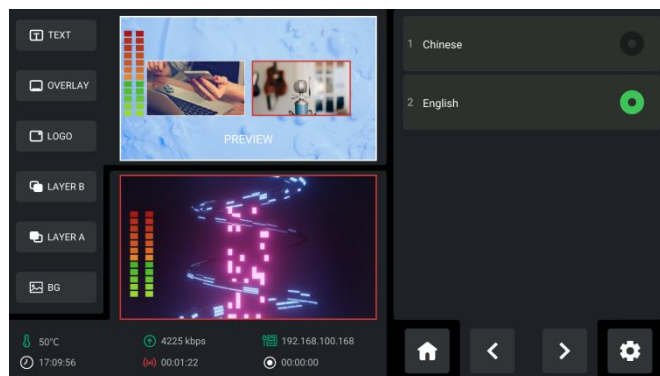 TEXT
OVERLAY
LOGO
LAYER B
LAYER A
BG
PREVIEW
50°C
4225 kbps
192.168.100.168
17:09:56
00:01:22
00:00:00
1 Chinese
2 English